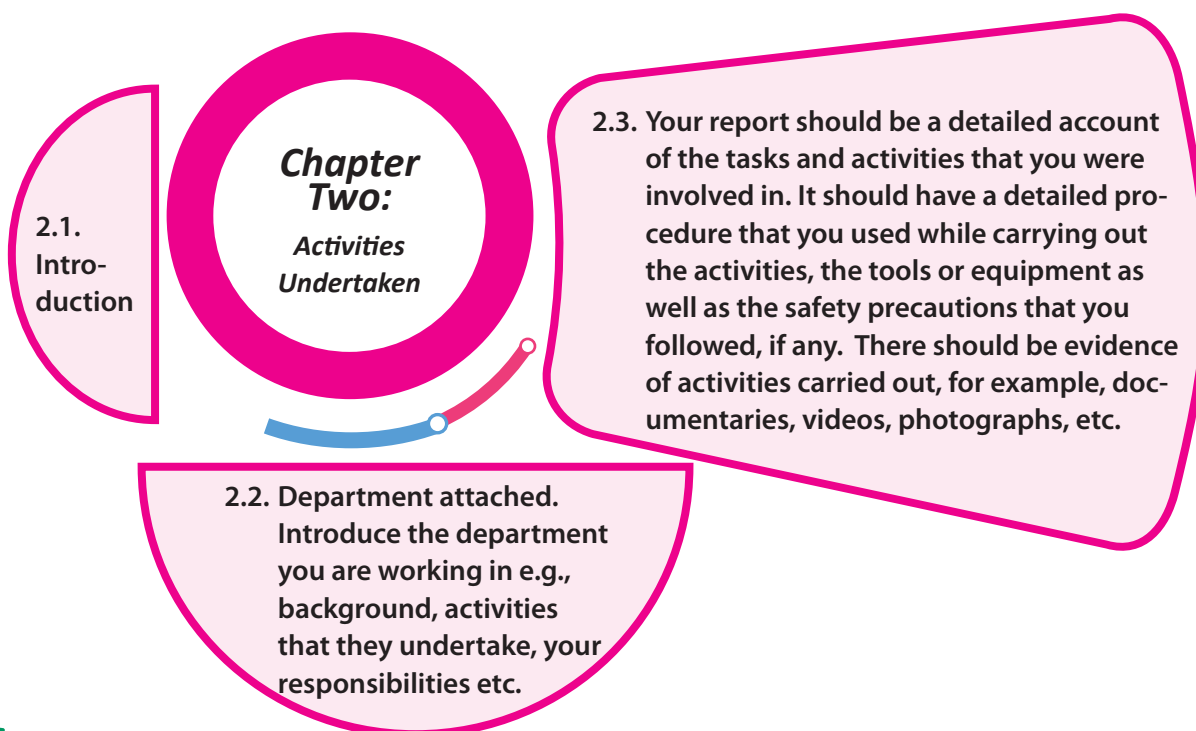 Chapter
Two:
Activities
Undertaken
2.1.
Intro-
duction
2.2. Department attached.
Introduce the department
you are working in e.g.,
background, activities
that they undertake, your
responsibilities etc.
2.3. Your report should be a detailed account
of the tasks and activities that you were
involved in. It should have a detailed pro-
cedure that you used while carrying out
the activities, the tools or equipment as
well as the safety precautions that you
followed, if any.  There should be evidence
of activities carried out, for example, doc-
umentaries, videos, photographs, etc.